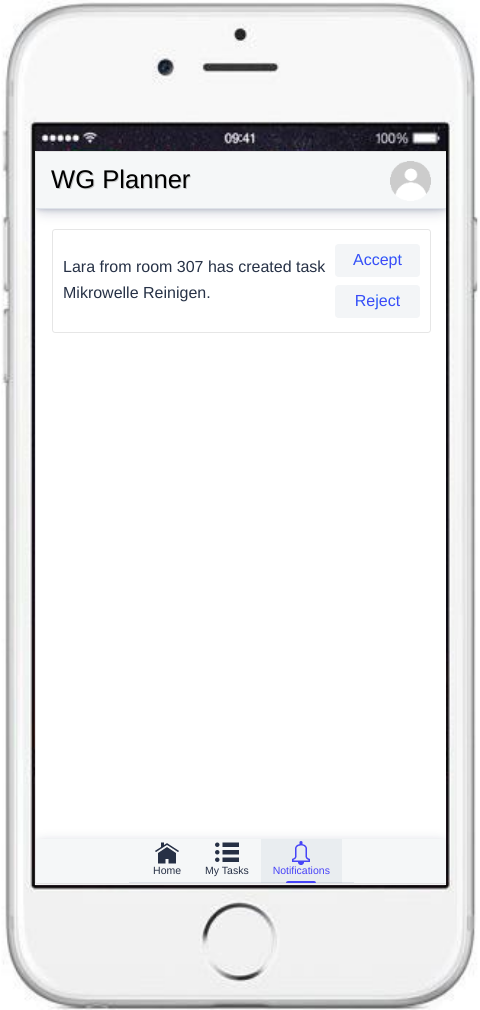 09:41
100%
WG Planner
Lara from room 307 has created task
Mikrowelle Reinigen.
Accept
Reject
Home
My Tasks
Notifications